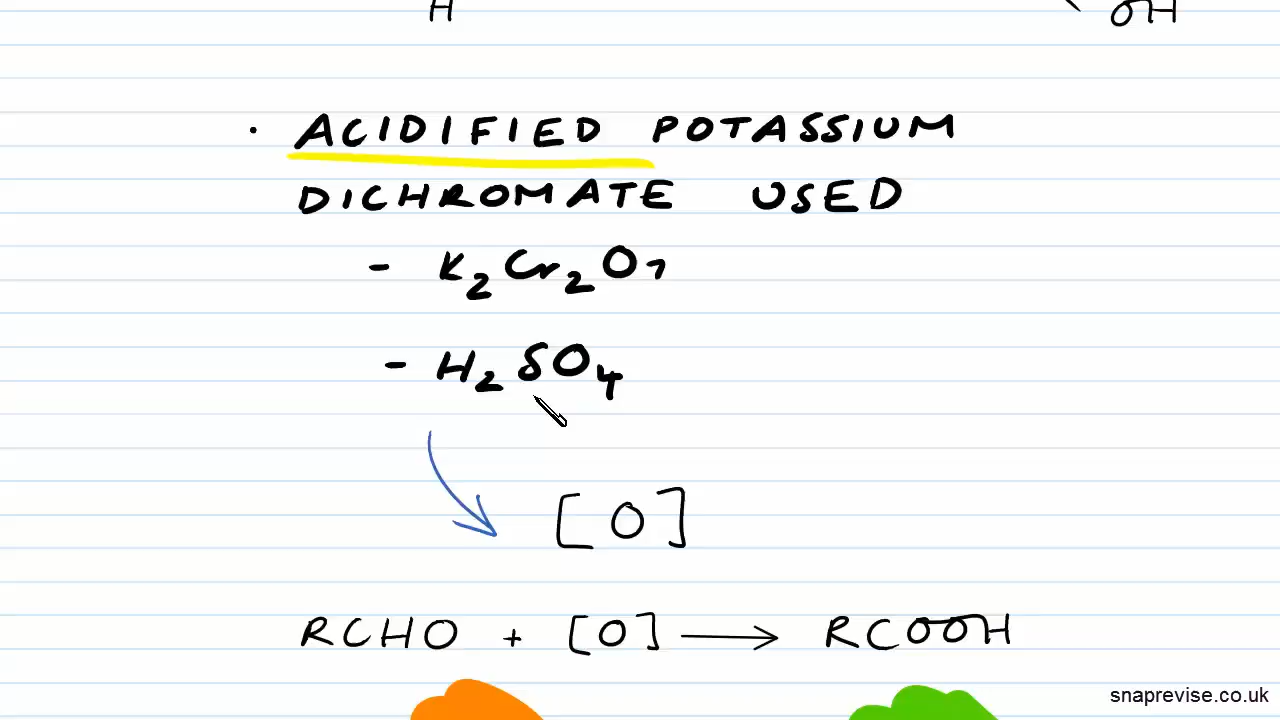 H
OH
· ACIDIFIED POTASSIUM
DICHROMATE USED
- K₂Cr₂O₇
- H₂SO₄
[O]
RCHO + [O] ⟶ RCOOH
snaprevise.co.uk